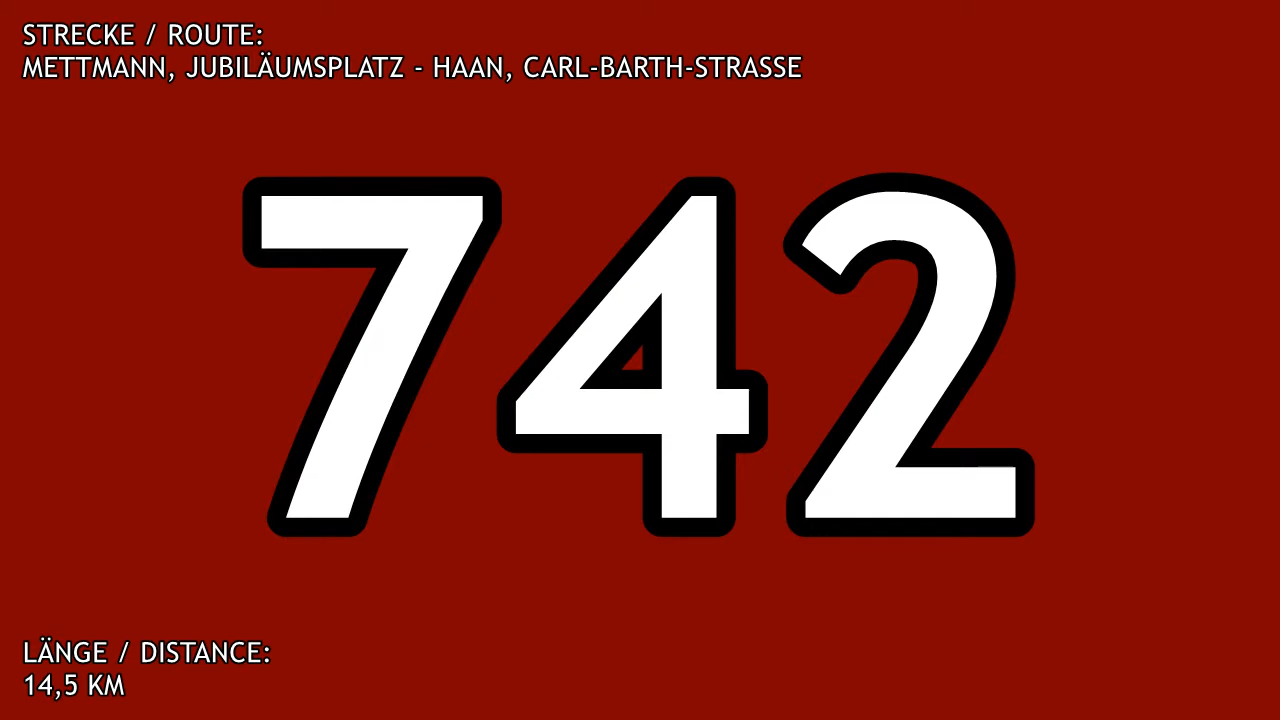 STRECKE / ROUTE:
METTMANN, JUBILÄUMSPLATZ - HAAN, CARL-BARTH-STRASSE
742
LÄNGE / DISTANCE:
14,5 KM